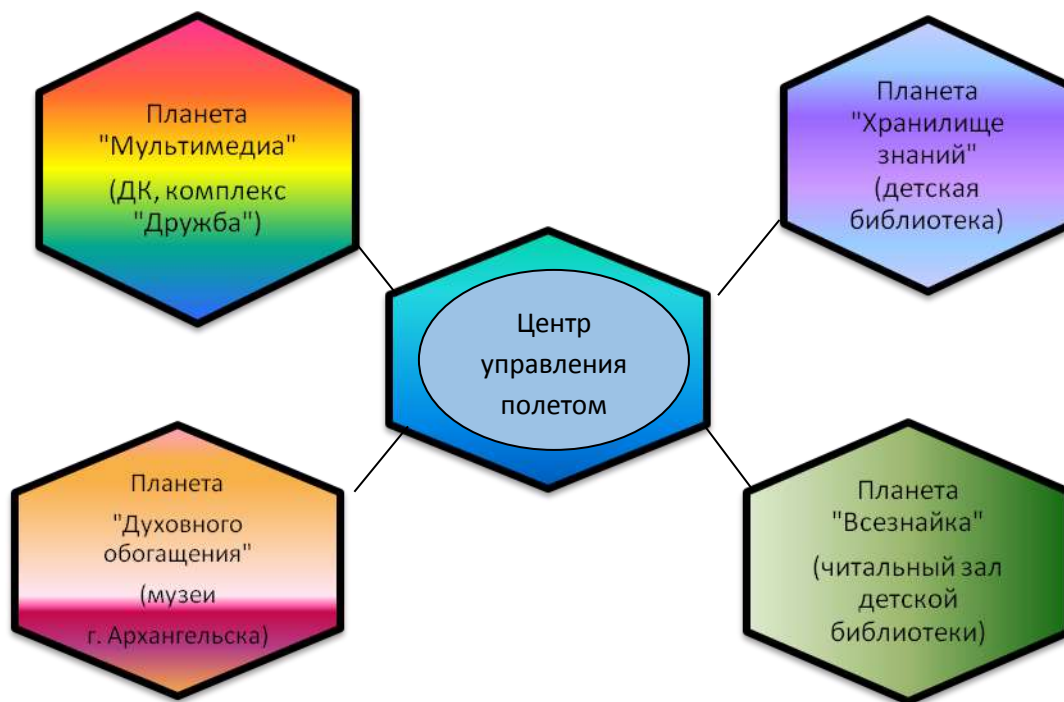 Планета
"Мультимедиа"
(ДК, комплекс
"Дружба")
Планета
"Хранилище
знаний"
(детская
библиотека)
Центр
управления
полетом
Планета
"Духовного
обогащения"
(музеи
г. Архангельска)
Планета
"Всезнайка"
(читальный зал
детской
библиотеки)